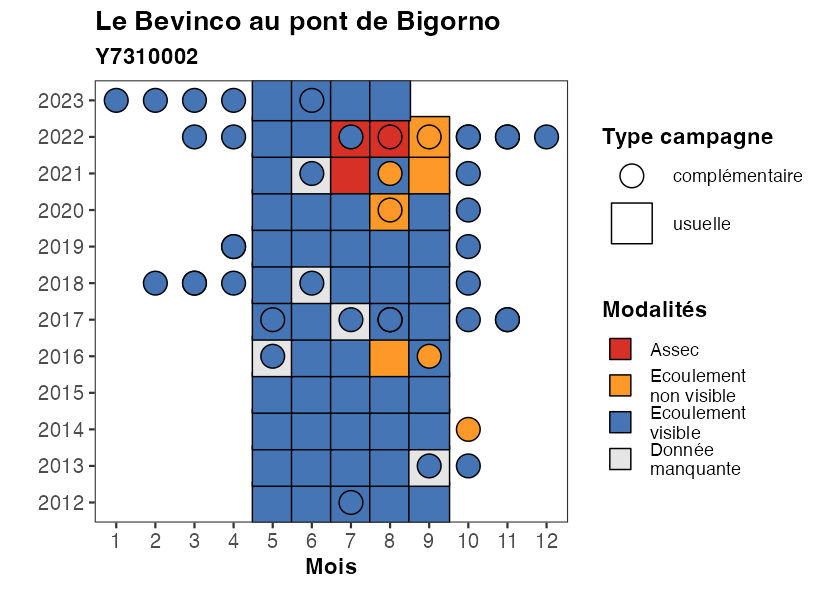 Le Bevinco au pont de Bigorno
Y7310002
2023
2022
2021
2020
2019
2018
2017
2016
2015
2014
2013
2012
1 2 3 4 5 6 7 8 9 10 11 12
Mois
Type campagne
complémentaire
usuelle
Modalités
Assec
Ecoulement
non visible
Ecoulement
visible
Donnée
manquante